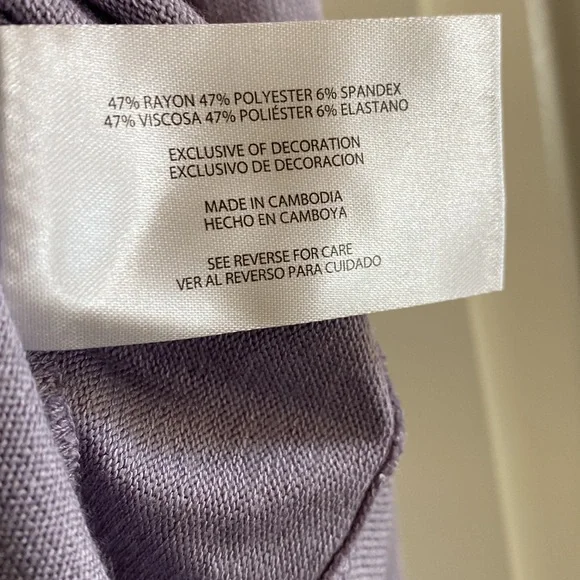 47% RAYON 47% POLYESTER 6% SPANDEX
47% VISCOSA 47% POLIÉSTER 6% ELASTANO
EXCLUSIVE OF DECORATION
EXCLUSIVO DE DECORACION
MADE IN CAMBODIA
HECHO EN CAMBOYA
SEE REVERSE FOR CARE
VER AL REVERSO PARA CUIDADO